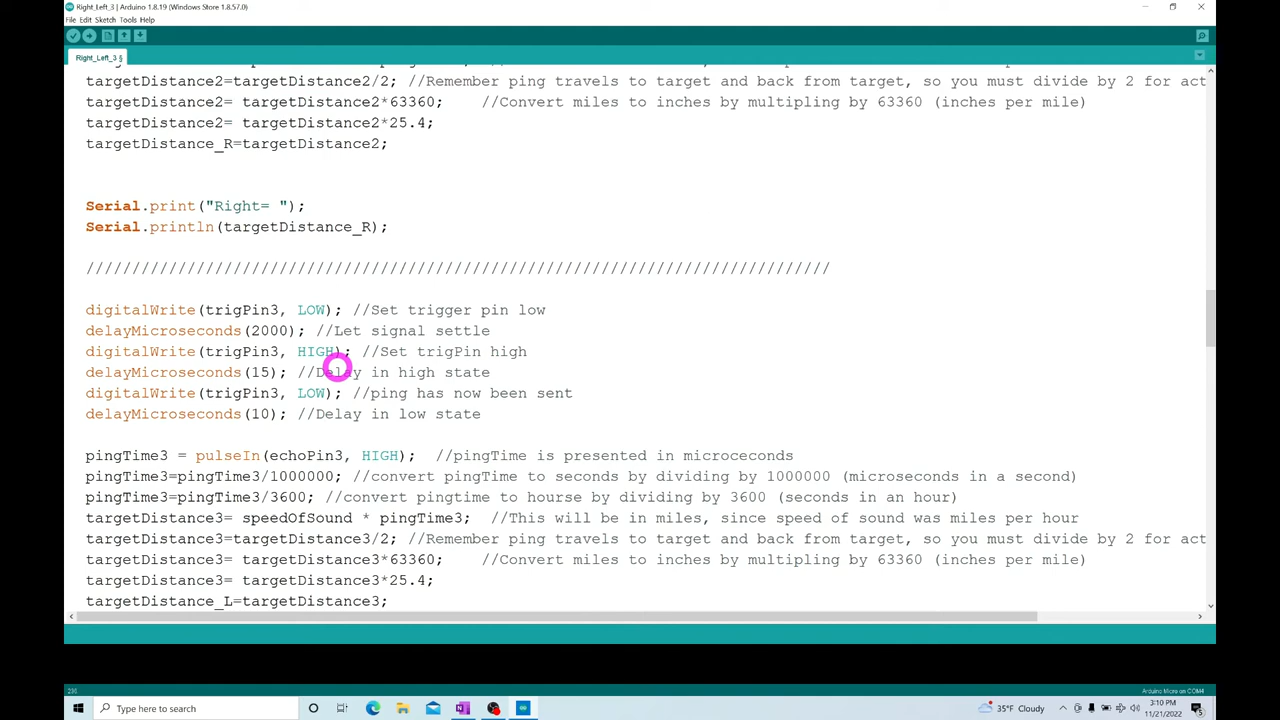 Right_Left_3 | Arduino 1.8.19 (Windows Store 1.8.57.0)
File Edit Sketch Tools Help
Right_Left_3 §
targetDistance2=targetDistance2/2; //Remember ping travels to target and back from target, so you must divide by 2 for act
targetDistance2= targetDistance2*63360;    //Convert miles to inches by multipling by 63360 (inches per mile)
targetDistance2= targetDistance2*25.4;
targetDistance_R=targetDistance2;
Serial.print("Right= ");
Serial.println(targetDistance_R);
/////////////////////////////////////////////////////////////////////////////////
digitalWrite(trigPin3, LOW); //Set trigger pin low
delayMicroseconds(2000); //Let signal settle
digitalWrite(trigPin3, HIGH); //Set trigPin high
delayMicroseconds(15); //Delay in high state
digitalWrite(trigPin3, LOW); //ping has now been sent
delayMicroseconds(10); //Delay in low state
pingTime3 = pulseIn(echoPin3, HIGH);  //pingTime is presented in microceconds
pingTime3=pingTime3/1000000; //convert pingTime to seconds by dividing by 1000000 (microseconds in a second)
pingTime3=pingTime3/3600; //convert pingtime to hourse by dividing by 3600 (seconds in an hour)
targetDistance3= speedOfSound * pingTime3;  //This will be in miles, since speed of sound was miles per hour
targetDistance3=targetDistance3/2; //Remember ping travels to target and back from target, so you must divide by 2 for act
targetDistance3= targetDistance3*63360;    //Convert miles to inches by multipling by 63360 (inches per mile)
targetDistance3= targetDistance3*25.4;
targetDistance_L=targetDistance3;
230
Arduino Micro on COM4
Type here to search
35°F Cloudy
3:10 PM
11/21/2022
5